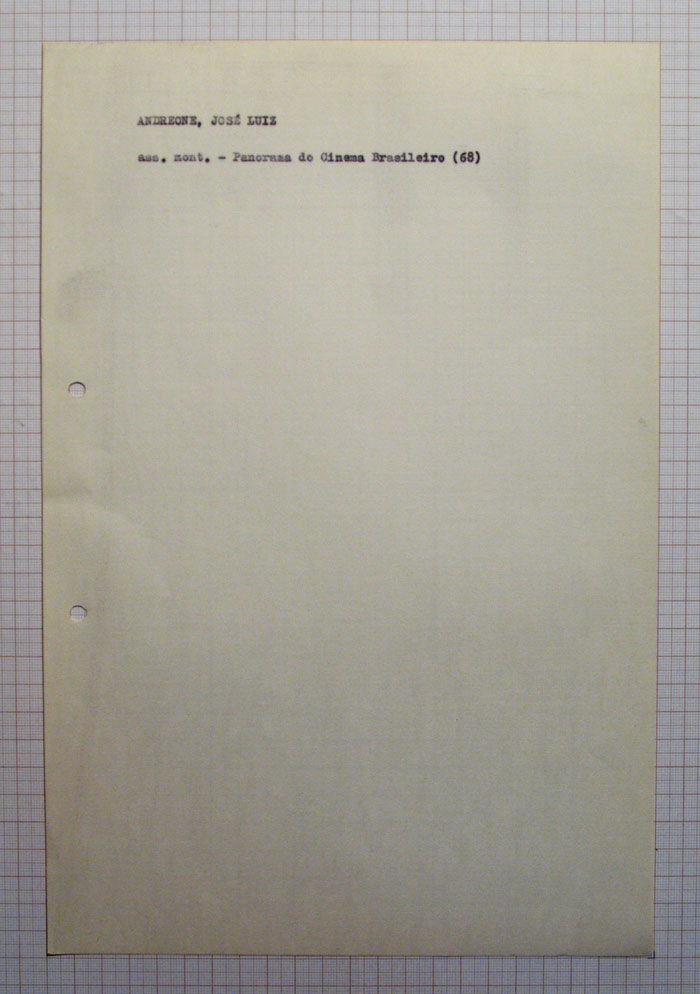 ANDREONE, JOSÉ LUIZ
ass. mont. - Panorama do Cinema Brasileiro (68)